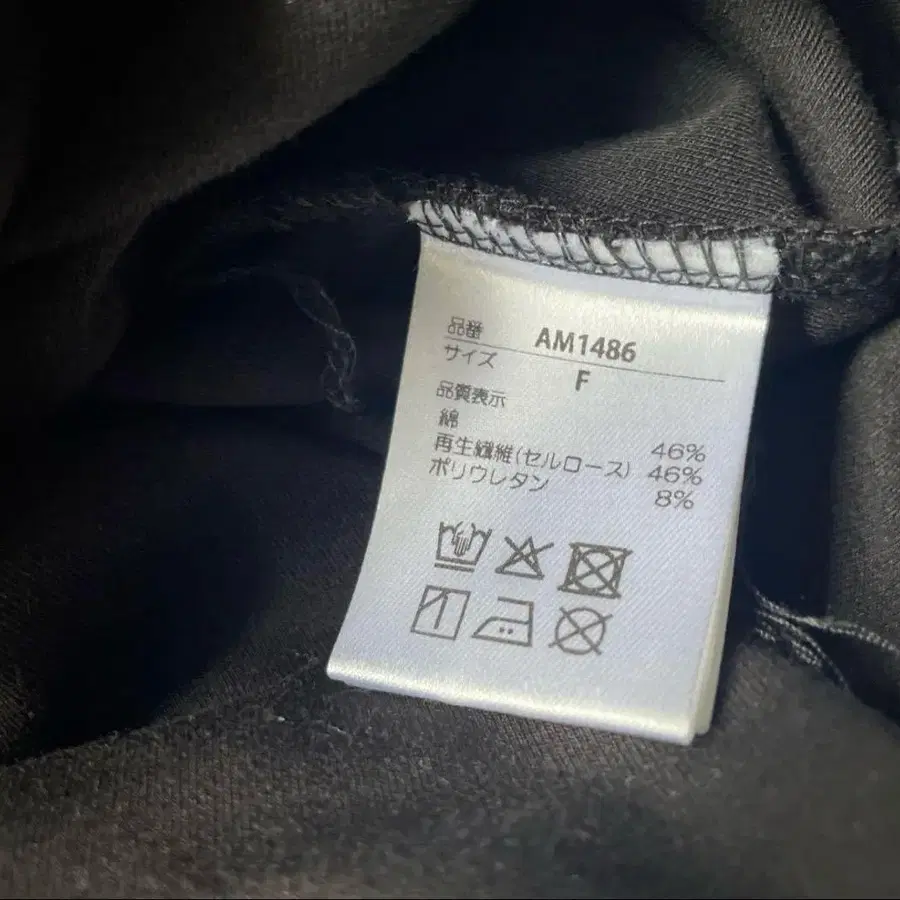 品番 AM1486
サイズ F
品質表示
綿 46%
再生繊維(セルロース) 46%
ポリウレタン 8%